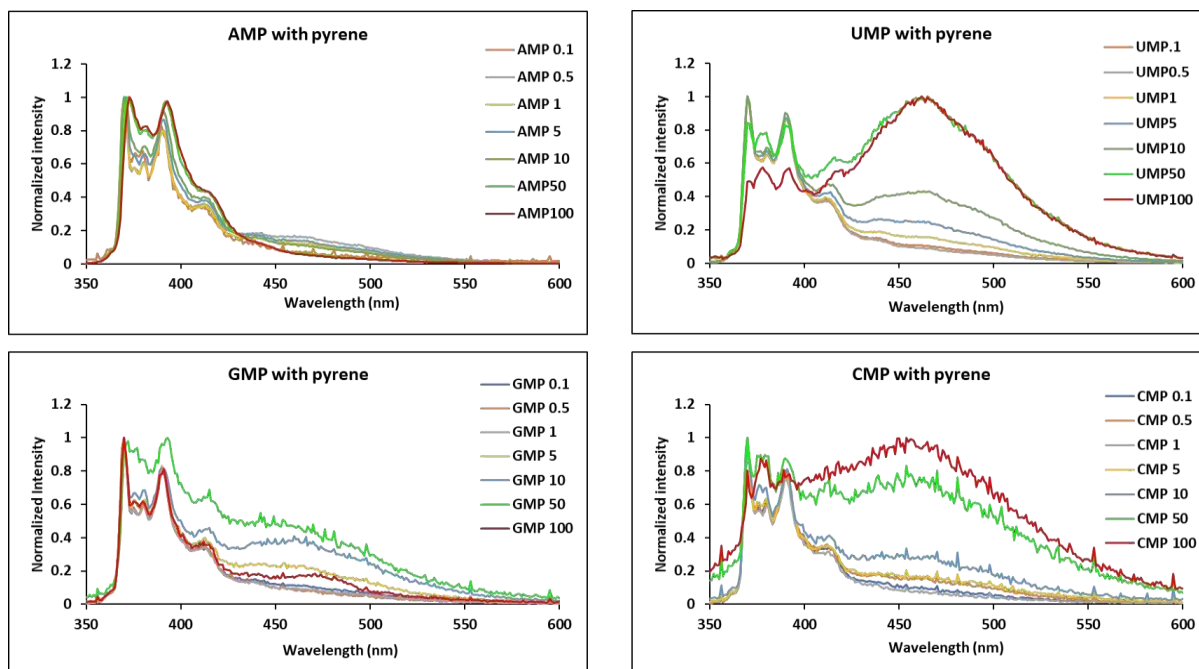 AMP with pyrene
Normalized intensity
1.2
1
0.8
0.6
0.4
0.2
0
350
400
450
500
550
600
Wavelength (nm)
AMP 0.1
AMP 0.5
AMP 1
AMP 5
AMP 10
AMP50
AMP100
UMP with pyrene
Normalized intensity
1.2
1
0.8
0.6
0.4
0.2
0
350
400
450
500
550
600
Wavelength (nm)
UMP.1
UMP0.5
UMP1
UMP5
UMP10
UMP50
UMP100
GMP with pyrene
Normalized intensity
1.2
1
0.8
0.6
0.4
0.2
0
350
400
450
500
550
600
Wavelength (nm)
GMP 0.1
GMP 0.5
GMP 1
GMP 5
GMP 10
GMP 50
GMP 100
CMP with pyrene
Normalized intensity
1.2
1
0.8
0.6
0.4
0.2
0
350
400
450
500
550
600
Wavelength (nm)
CMP 0.1
CMP 0.5
CMP 1
CMP 5
CMP 10
CMP 50
CMP 100